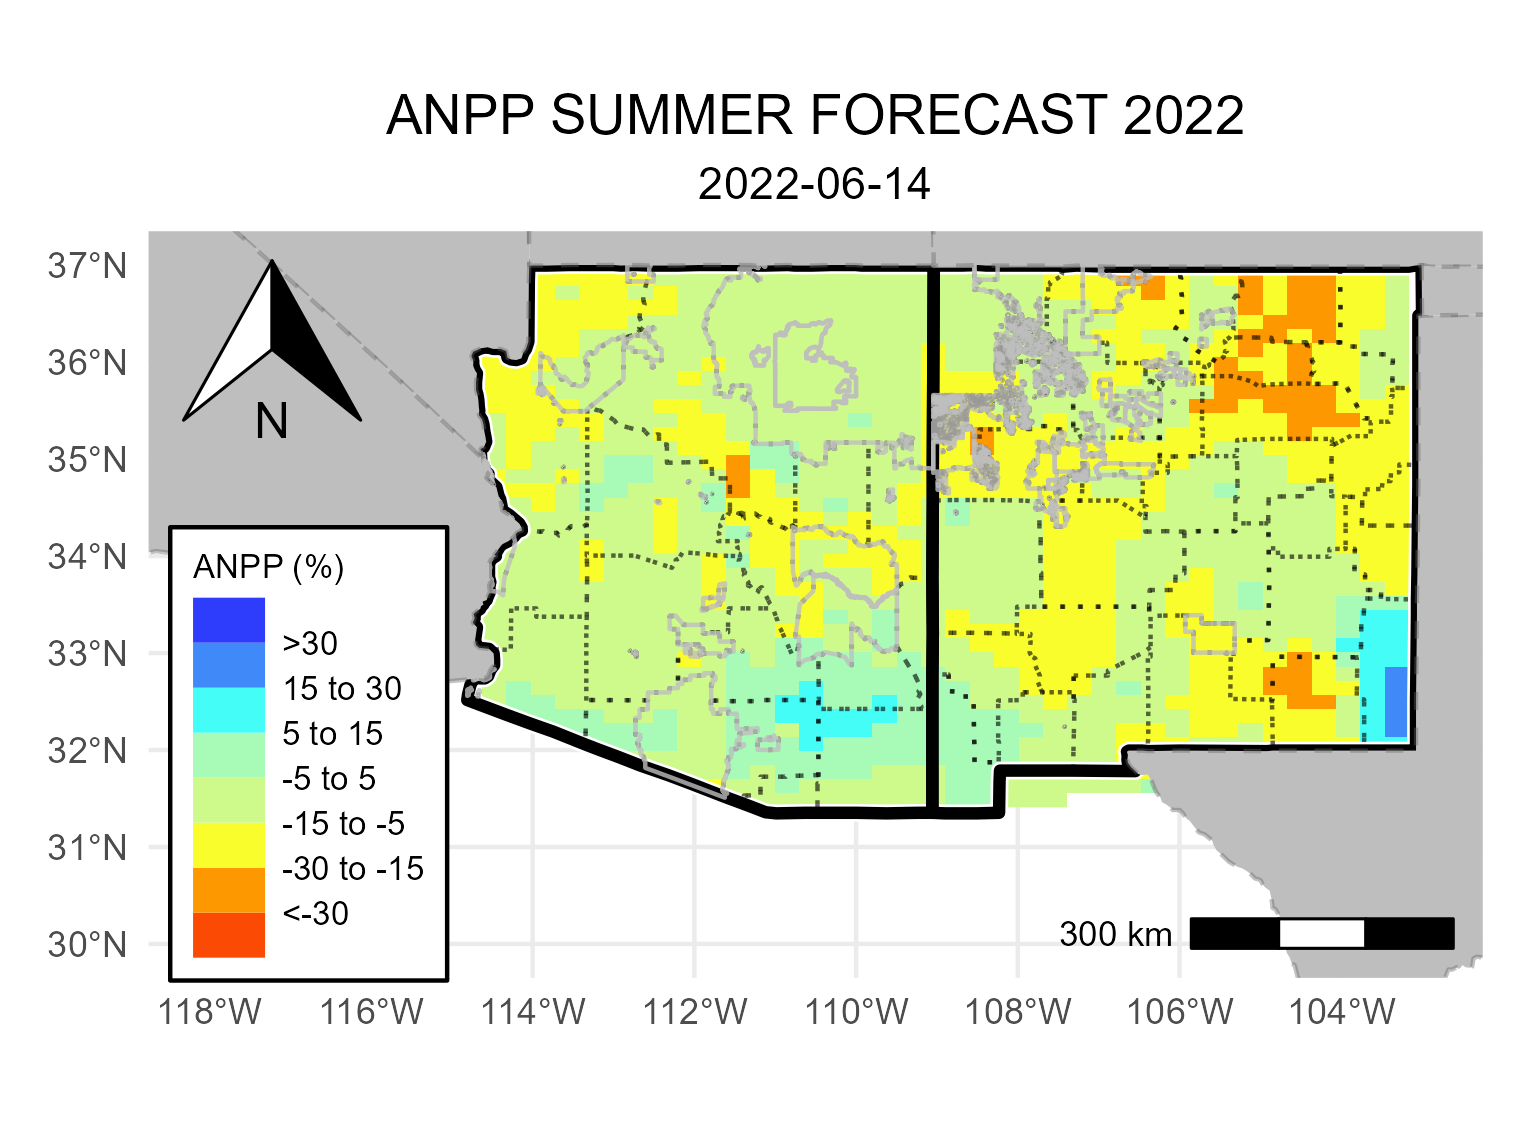 ANPP SUMMER FORECAST 2022
2022-06-14
37°N
36°N
35°N
34°N
33°N
32°N
31°N
30°N
N
ANPP (%)
>30
15 to 30
5 to 15
-5 to 5
-15 to -5
-30 to -15
<-30
300 km
118°W 116°W 114°W 112°W 110°W 108°W 106°W 104°W